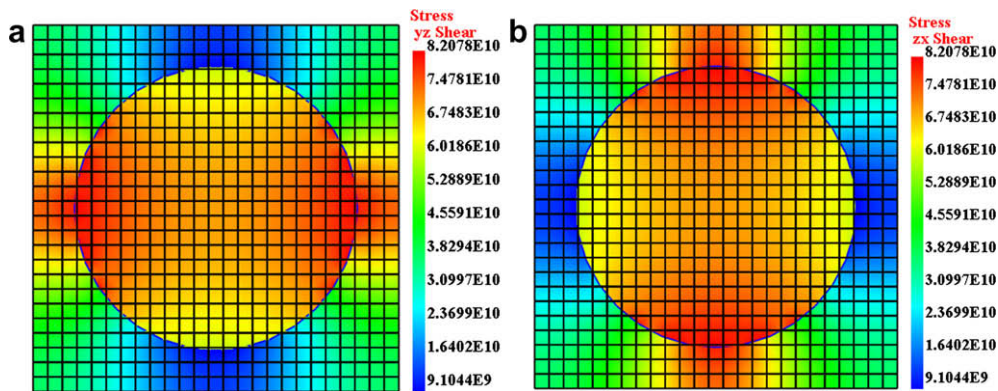 a
Stress
yz Shear
8.2078E10
7.4781E10
6.7483E10
6.0186E10
5.2889E10
4.5591E10
3.8294E10
3.0997E10
2.3699E10
1.6402E10
9.1044E9
b
Stress
zx Shear
8.2078E10
7.4781E10
6.7483E10
6.0186E10
5.2889E10
4.5591E10
3.8294E10
3.0997E10
2.3699E10
1.6402E10
9.1044E9